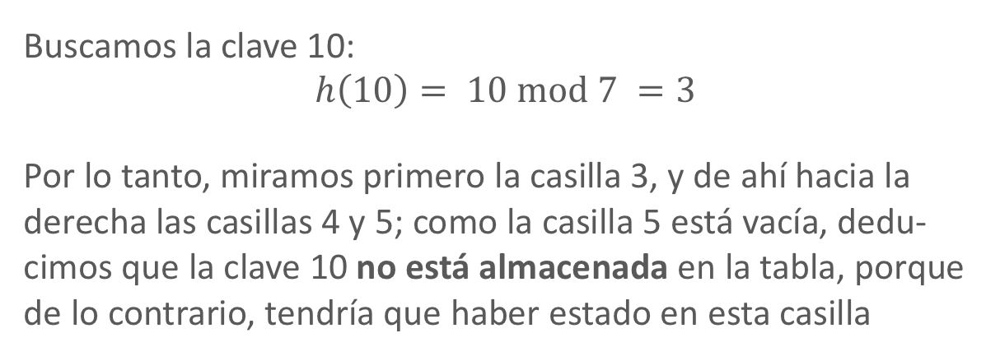 Buscamos la clave 10:
h(10) = 10 mod 7 = 3
Por lo tanto, miramos primero la casilla 3, y de ahí hacia la
derecha las casillas 4 y 5; como la casilla 5 está vacía, dedu-
cimos que la clave 10 no está almacenada en la tabla, porque
de lo contrario, tendría que haber estado en esta casilla